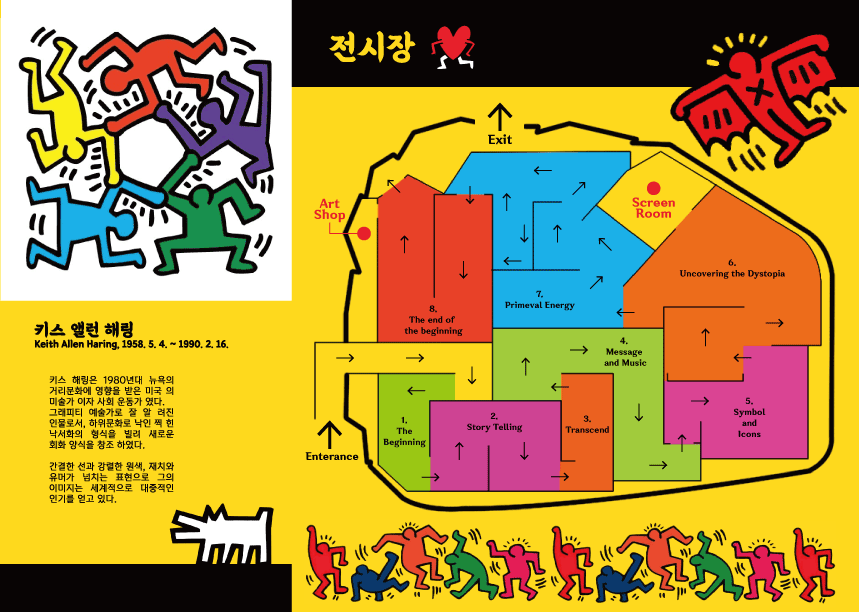 키스 앨런 해링
Keith Allen Haring, 1958. 5. 4. ~ 1990. 2. 16.
키스 해링은 1980년대 뉴욕의
거리문화에 영향을 받은 미국 의
미술가 이자 사회 운동가 였다.
그래피티 예술가로 잘 알 려진
인물로서, 하위문화로 낙인 찍 힌
낙서화의 형식을 빌려 새로운
회화 양식을 창조 하였다.
간결한 선과 강렬한 원색, 재치와
유머가 넘치는 표현으로 그의
이미지는 세계적으로 대중적인
인기를 얻고 있다.
전시장
Exit
Art
Shop
Screen
Room
6.
Uncovering the Dystopia
7.
Primeval Energy
8.
The end of
the beginning
4.
Message
and Music
5.
Symbol
and
Icons
1.
The
Beginning
2.
Story Telling
3.
Transcend
Enterance